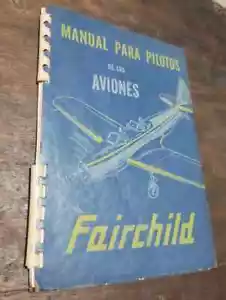 MANUAL PARA PILOTOS
DE LOS
AVIONES
Fairchild